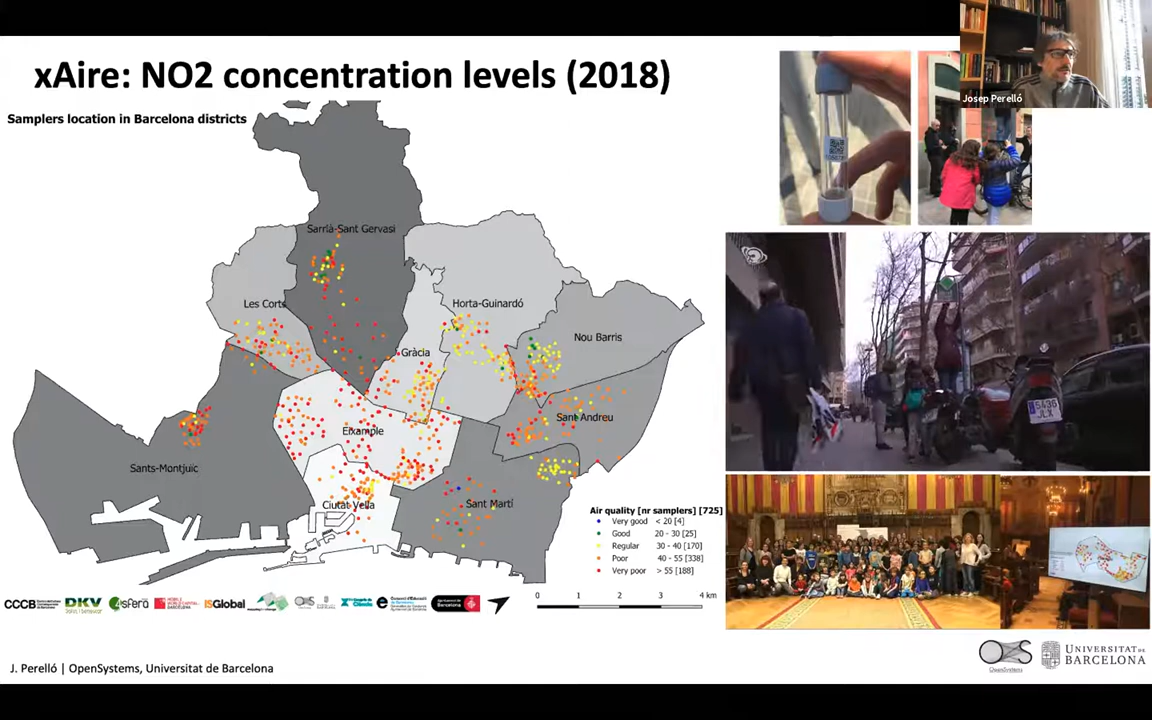 xAire: NO2 concentration levels (2018)
Josep Perelló
Samplers location in Barcelona districts
Sarrià-Sant Gervasi
Les Corts
Horta-Guinardó
Nou Barris
Gràcia
Sant Andreu
Eixample
Sants-Montjuïc
Ciutat Vella
Sant Martí
Air quality [nr samplers] [725]
Very good < 20 [4]
Good 20 - 30 [25]
Regular 30 - 40 [170]
Poor 40 - 55 [338]
Very poor > 55 [188]
0 1 2 3 4 km
5436
JLX
CCCB
DKV
esfera
ISGlobal
Barcelona
J. Perelló | OpenSystems, Universitat de Barcelona
OpenSystems
UNIVERSITAT DE
BARCELONA